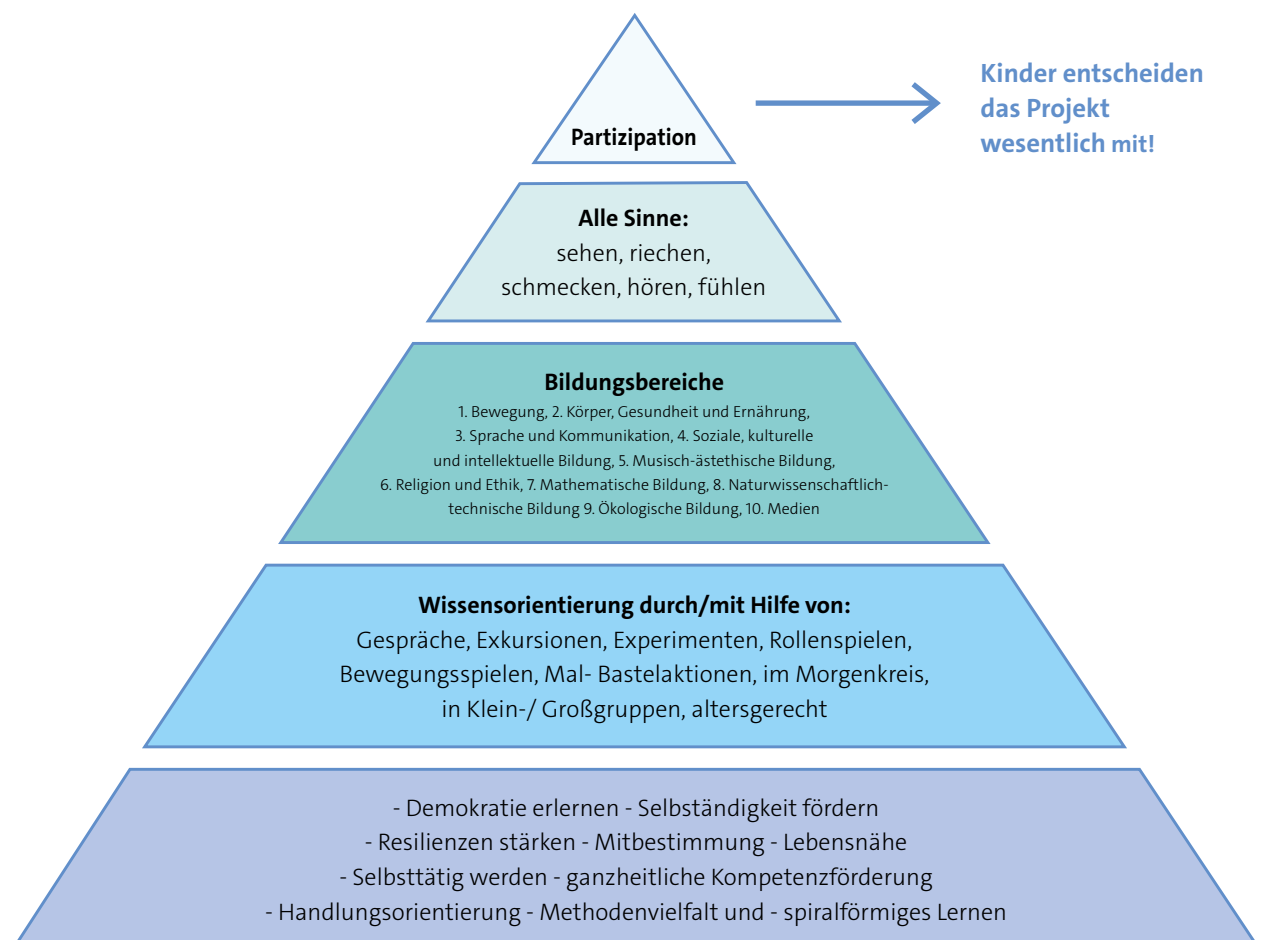 Kinder entscheiden
das Projekt
wesentlich mit!
Partizipation
Alle Sinne:
sehen, riechen,
schmecken, hören, fühlen
Bildungsbereiche
1. Bewegung, 2. Körper, Gesundheit und Ernährung,
3. Sprache und Kommunikation, 4. Soziale, kulturelle
und intellektuelle Bildung, 5. Musisch-ästethische Bildung,
6. Religion und Ethik, 7. Mathematische Bildung, 8. Naturwissenschaftlich-
technische Bildung 9. Ökologische Bildung, 10. Medien
Wissensorientierung durch/mit Hilfe von:
Gespräche, Exkursionen, Experimenten, Rollenspielen,
Bewegungsspielen, Mal- Bastelaktionen, im Morgenkreis,
in Klein-/ Großgruppen, altersgerecht
- Demokratie erlernen - Selbständigkeit fördern
- Resilienzen stärken - Mitbestimmung - Lebensnähe
- Selbsttätig werden - ganzheitliche Kompetenzförderung
- Handlungsorientierung - Methodenvielfalt und - spiralförmiges Lernen